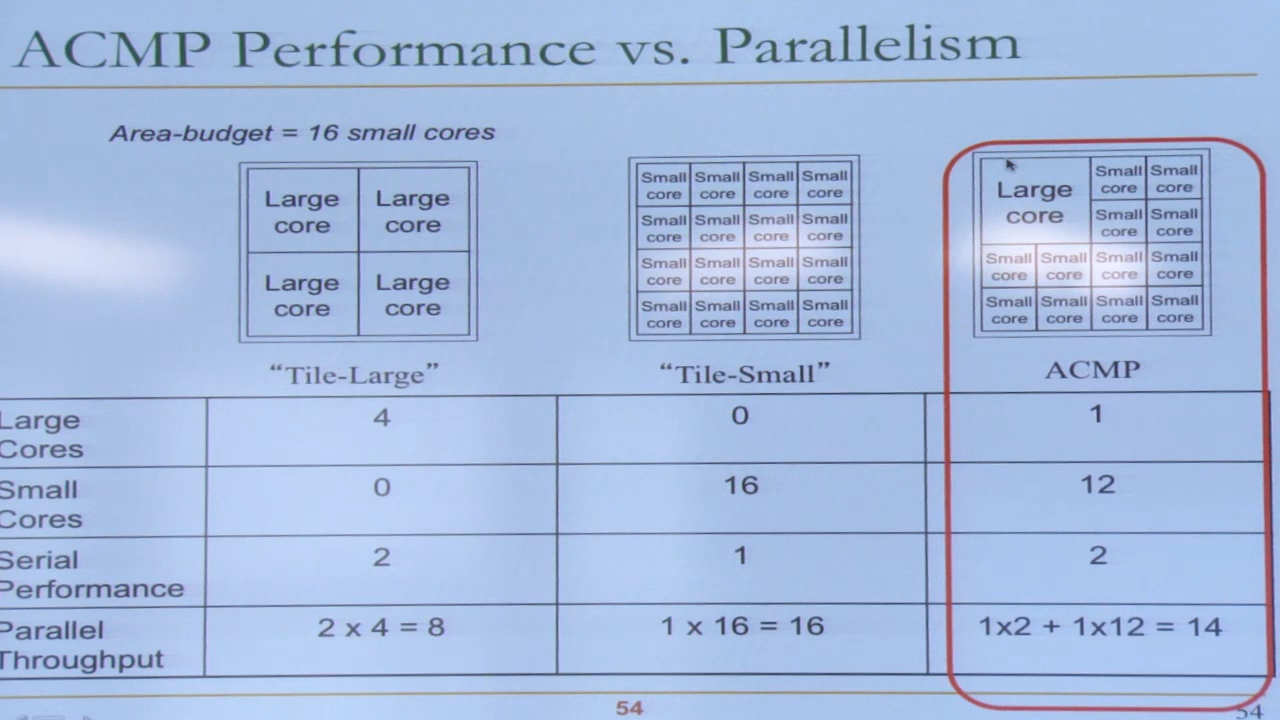 ACMP Performance vs. Parallelism
Area-budget = 16 small cores
Large core Large core
Large core Large core
Small core Small core Small core Small core
Small core Small core Small core Small core
Small core Small core Small core Small core
Small core Small core Small core Small core
Large core Small core Small core
Small core Small core
Small core Small core Small core Small core
Small core Small core Small core Small core
“Tile-Large” “Tile-Small” ACMP
Large Cores 4 0 1
Small Cores 0 16 12
Serial Performance 2 1 2
Parallel Throughput 2 x 4 = 8 1 x 16 = 16 1x2 + 1x12 = 14
54
54